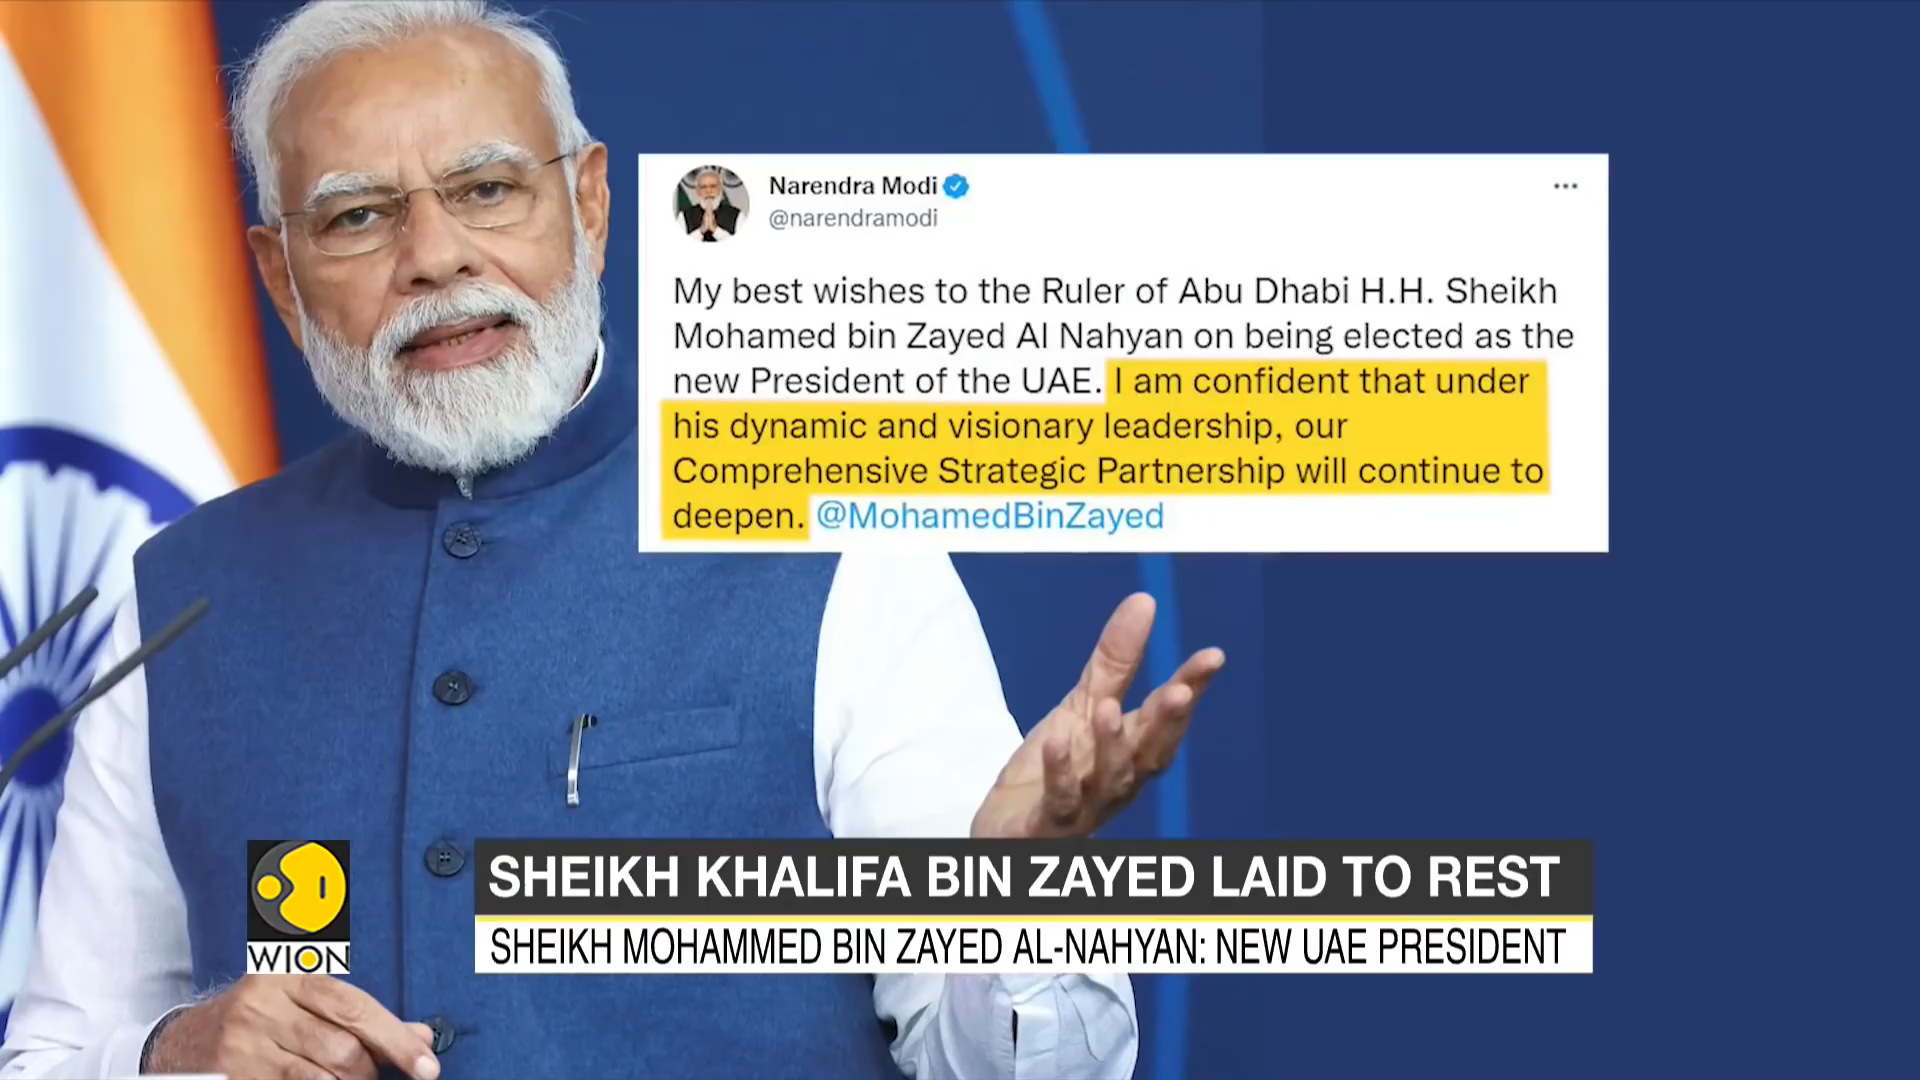 Narendra Modi
@narendramodi
My best wishes to the Ruler of Abu Dhabi H.H. Sheikh
Mohamed bin Zayed Al Nahyan on being elected as the
new President of the UAE. I am confident that under
his dynamic and visionary leadership, our
Comprehensive Strategic Partnership will continue to
deepen. @MohamedBinZayed
SHEIKH KHALIFA BIN ZAYED LAID TO REST
SHEIKH MOHAMMED BIN ZAYED AL-NAHYAN: NEW UAE PRESIDENT
WION